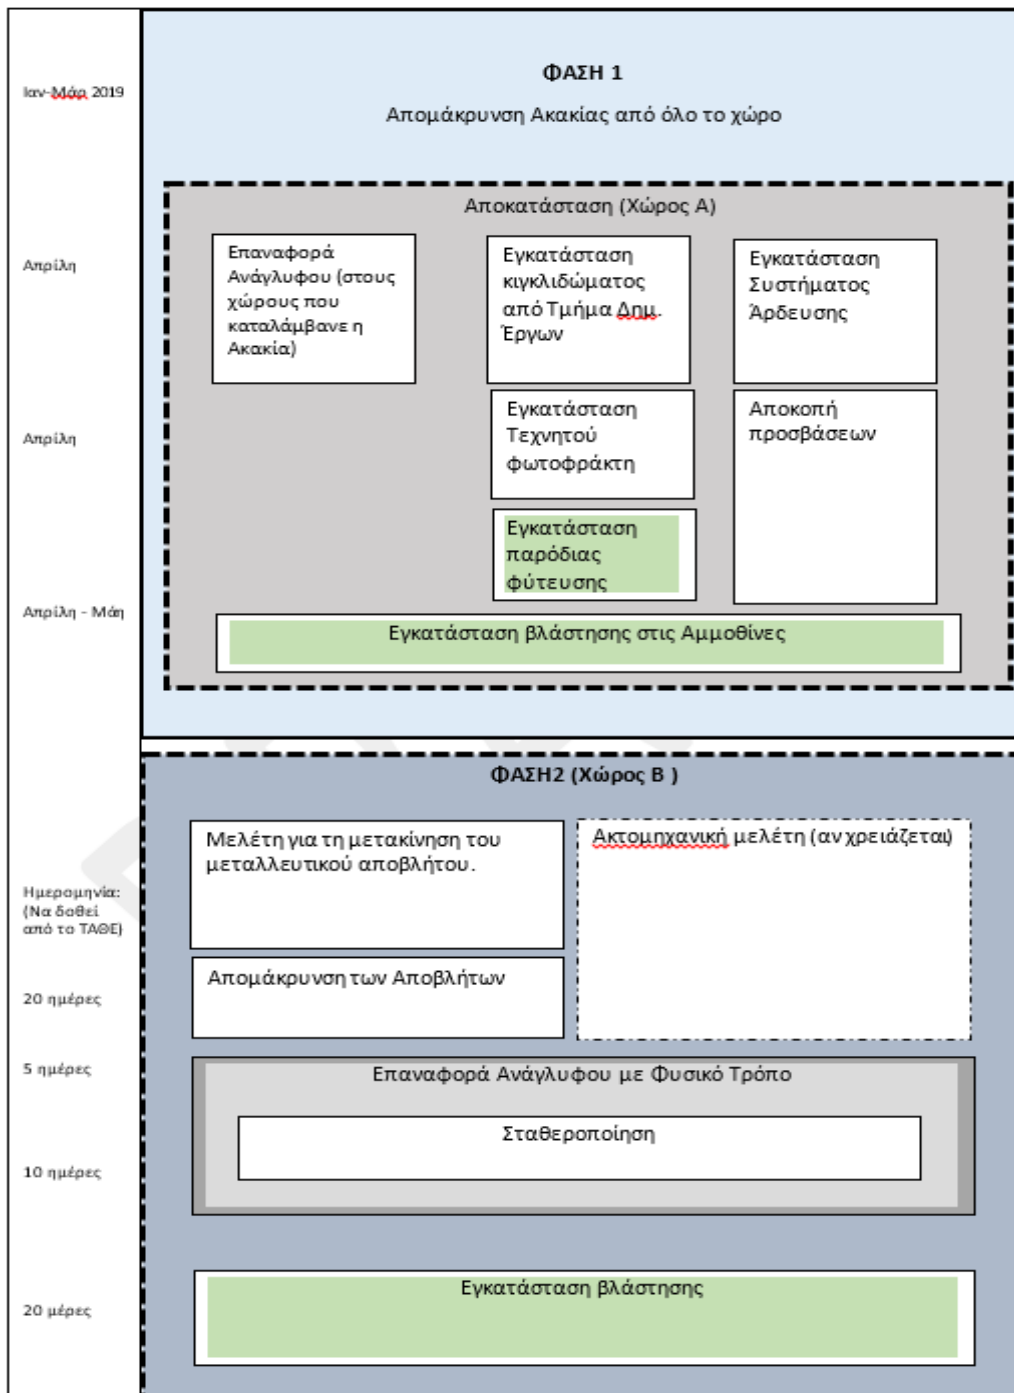 Ιαν-Μάρ 2019
ΦΑΣΗ 1
Απομάκρυνση Ακακίας από όλο το χώρο
Αποκατάσταση (Χώρος Α)
Απρίλη
Επαναφορά
Ανάγλυφου (στους
χώρους που
καταλάμβανε η
Ακακία)
Εγκατάσταση
κιγκλιδώματος
από Τμήμα Δημ.
Έργων
Εγκατάσταση
Συστήματος
Άρδευσης
Απρίλη
Εγκατάσταση
Τεχνητού
φωτοφράκτη
Αποκοπή
προσβάσεων
Εγκατάσταση
παρόδιας
φύτευσης
Απρίλη - Μάη
Εγκατάσταση βλάστησης στις Αμμοθίνες
ΦΑΣΗ2 (Χώρος Β )
Μελέτη για τη μετακίνηση του
μεταλλευτικού αποβλήτου.
Ακτομηχανική μελέτη (αν χρειάζεται)
Ημερομηνία:
(Να δοθεί
από το ΤΑΘΕ)
Απομάκρυνση των Αποβλήτων
20 ημέρες
5 ημέρες
Επαναφορά Ανάγλυφου με Φυσικό Τρόπο
Σταθεροποίηση
10 ημέρες
Εγκατάσταση βλάστησης
20 μέρες